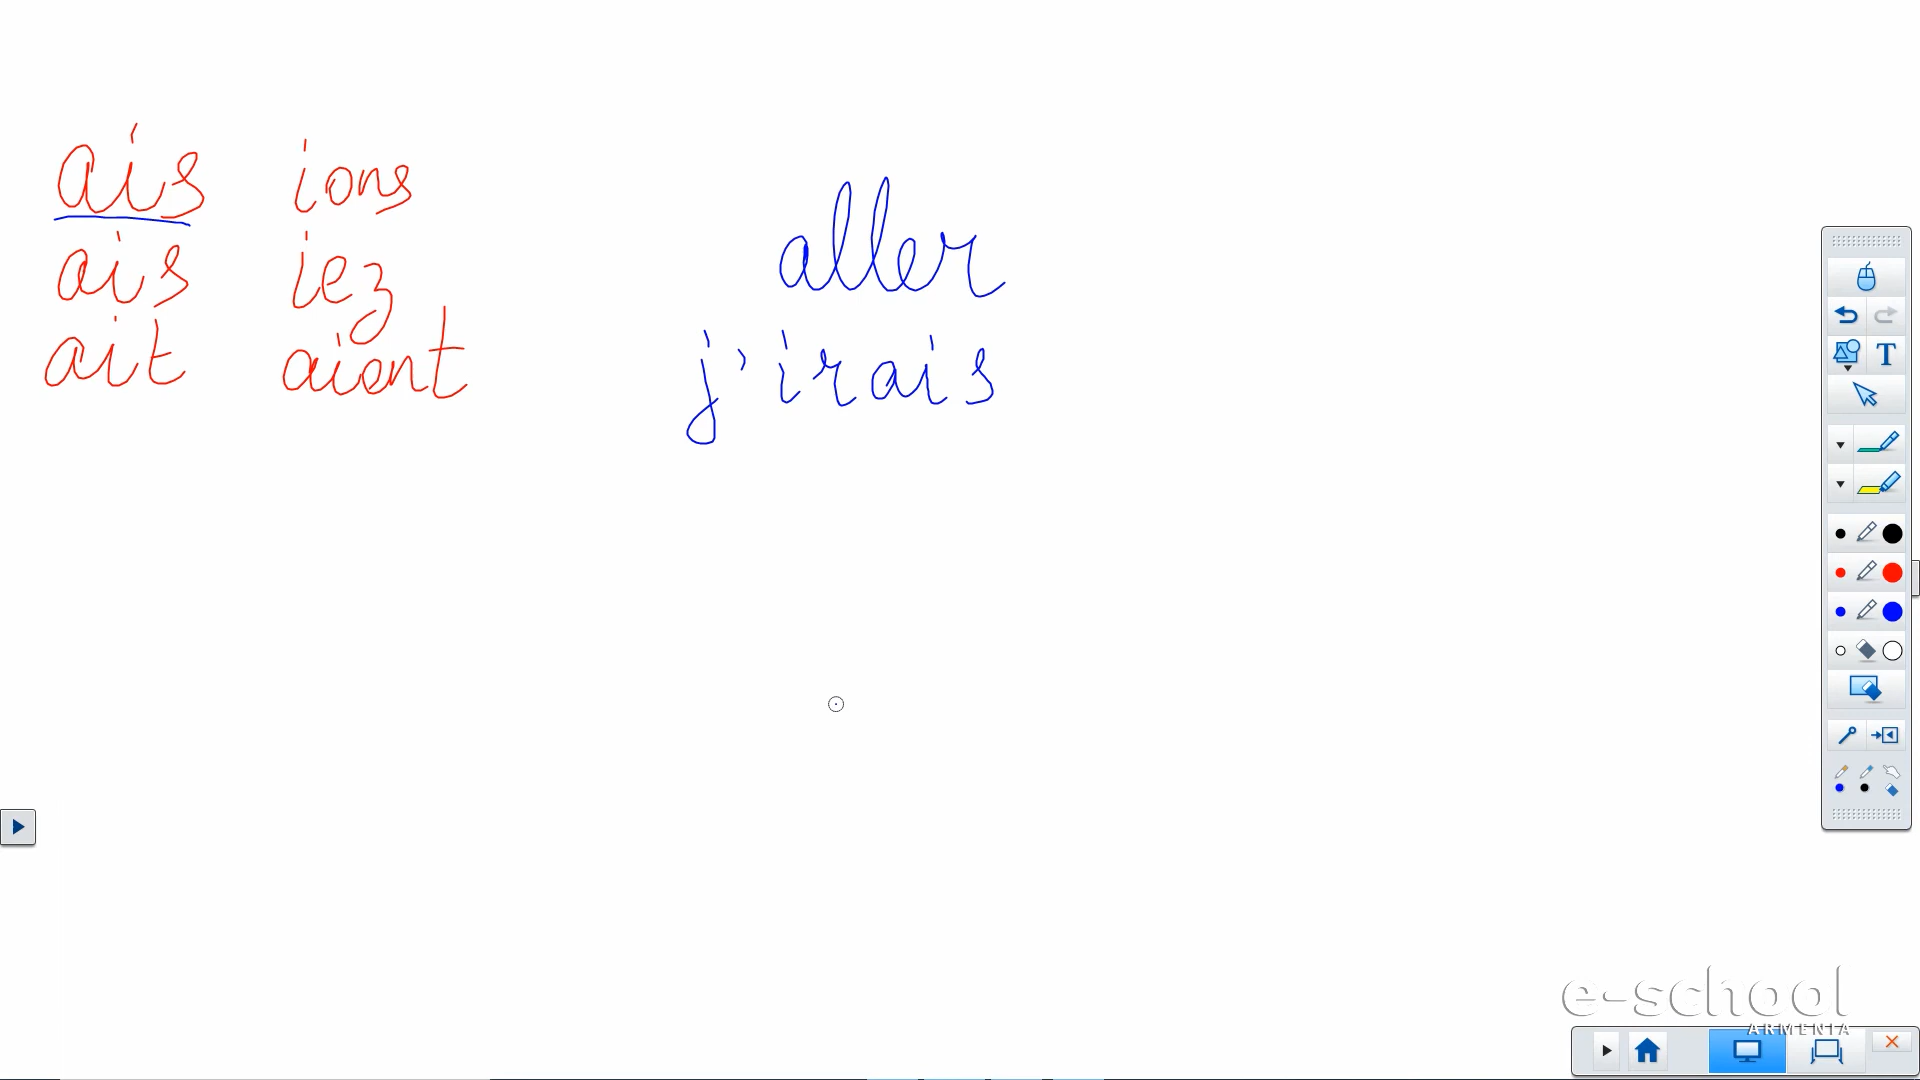 ais ions
ais iez
ait aient
aller
j'irais
T
e-school
ARMENIA